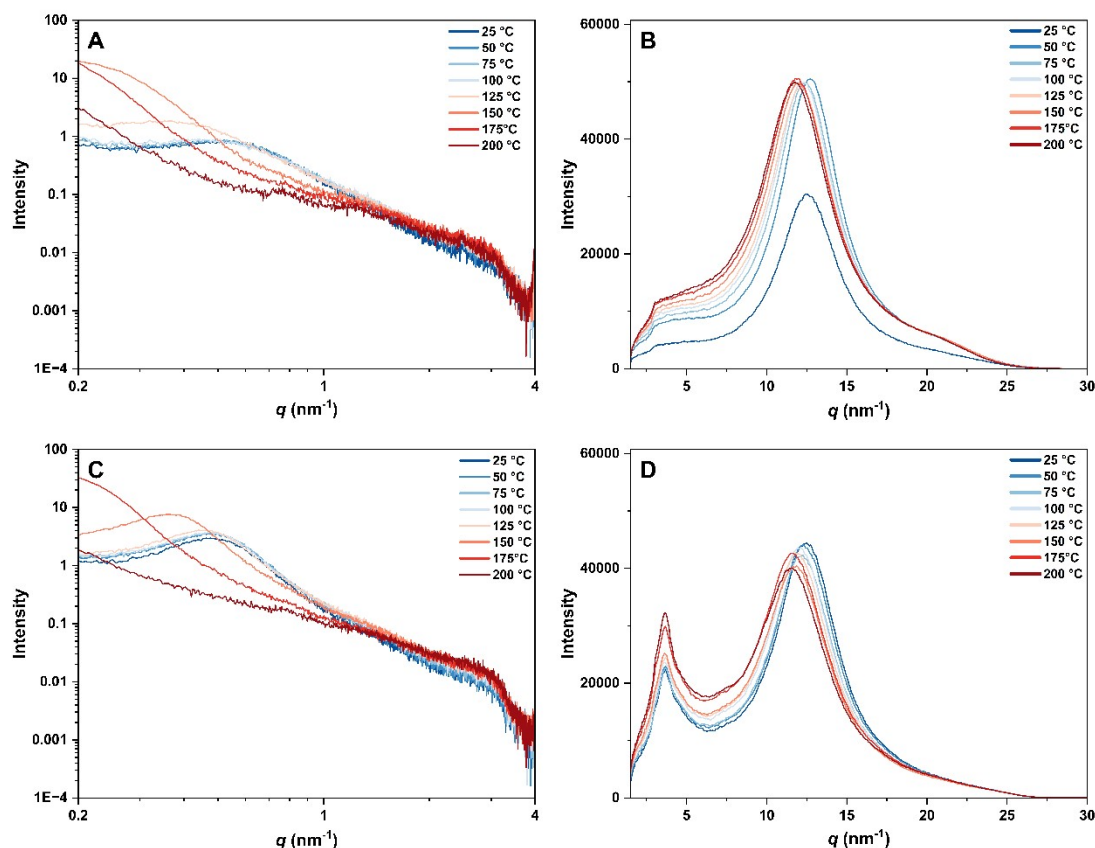 A
25 °C
50 °C
75 °C
100 °C
125 °C
150 °C
175°C
200 °C
100
10
1
0.1
0.01
0.001
1E−4
Intensity
0.2
1
4
q (nm⁻¹)
B
25 °C
50 °C
75 °C
100 °C
125 °C
150 °C
175°C
200 °C
60000
40000
20000
0
Intensity
5
10
15
20
25
30
q (nm⁻¹)
C
25 °C
50 °C
75 °C
100 °C
125 °C
150 °C
175°C
200 °C
100
10
1
0.1
0.01
0.001
1E−4
Intensity
0.2
1
4
q (nm⁻¹)
D
25 °C
50 °C
75 °C
100 °C
125 °C
150 °C
175°C
200 °C
60000
40000
20000
0
Intensity
5
10
15
20
25
30
q (nm⁻¹)